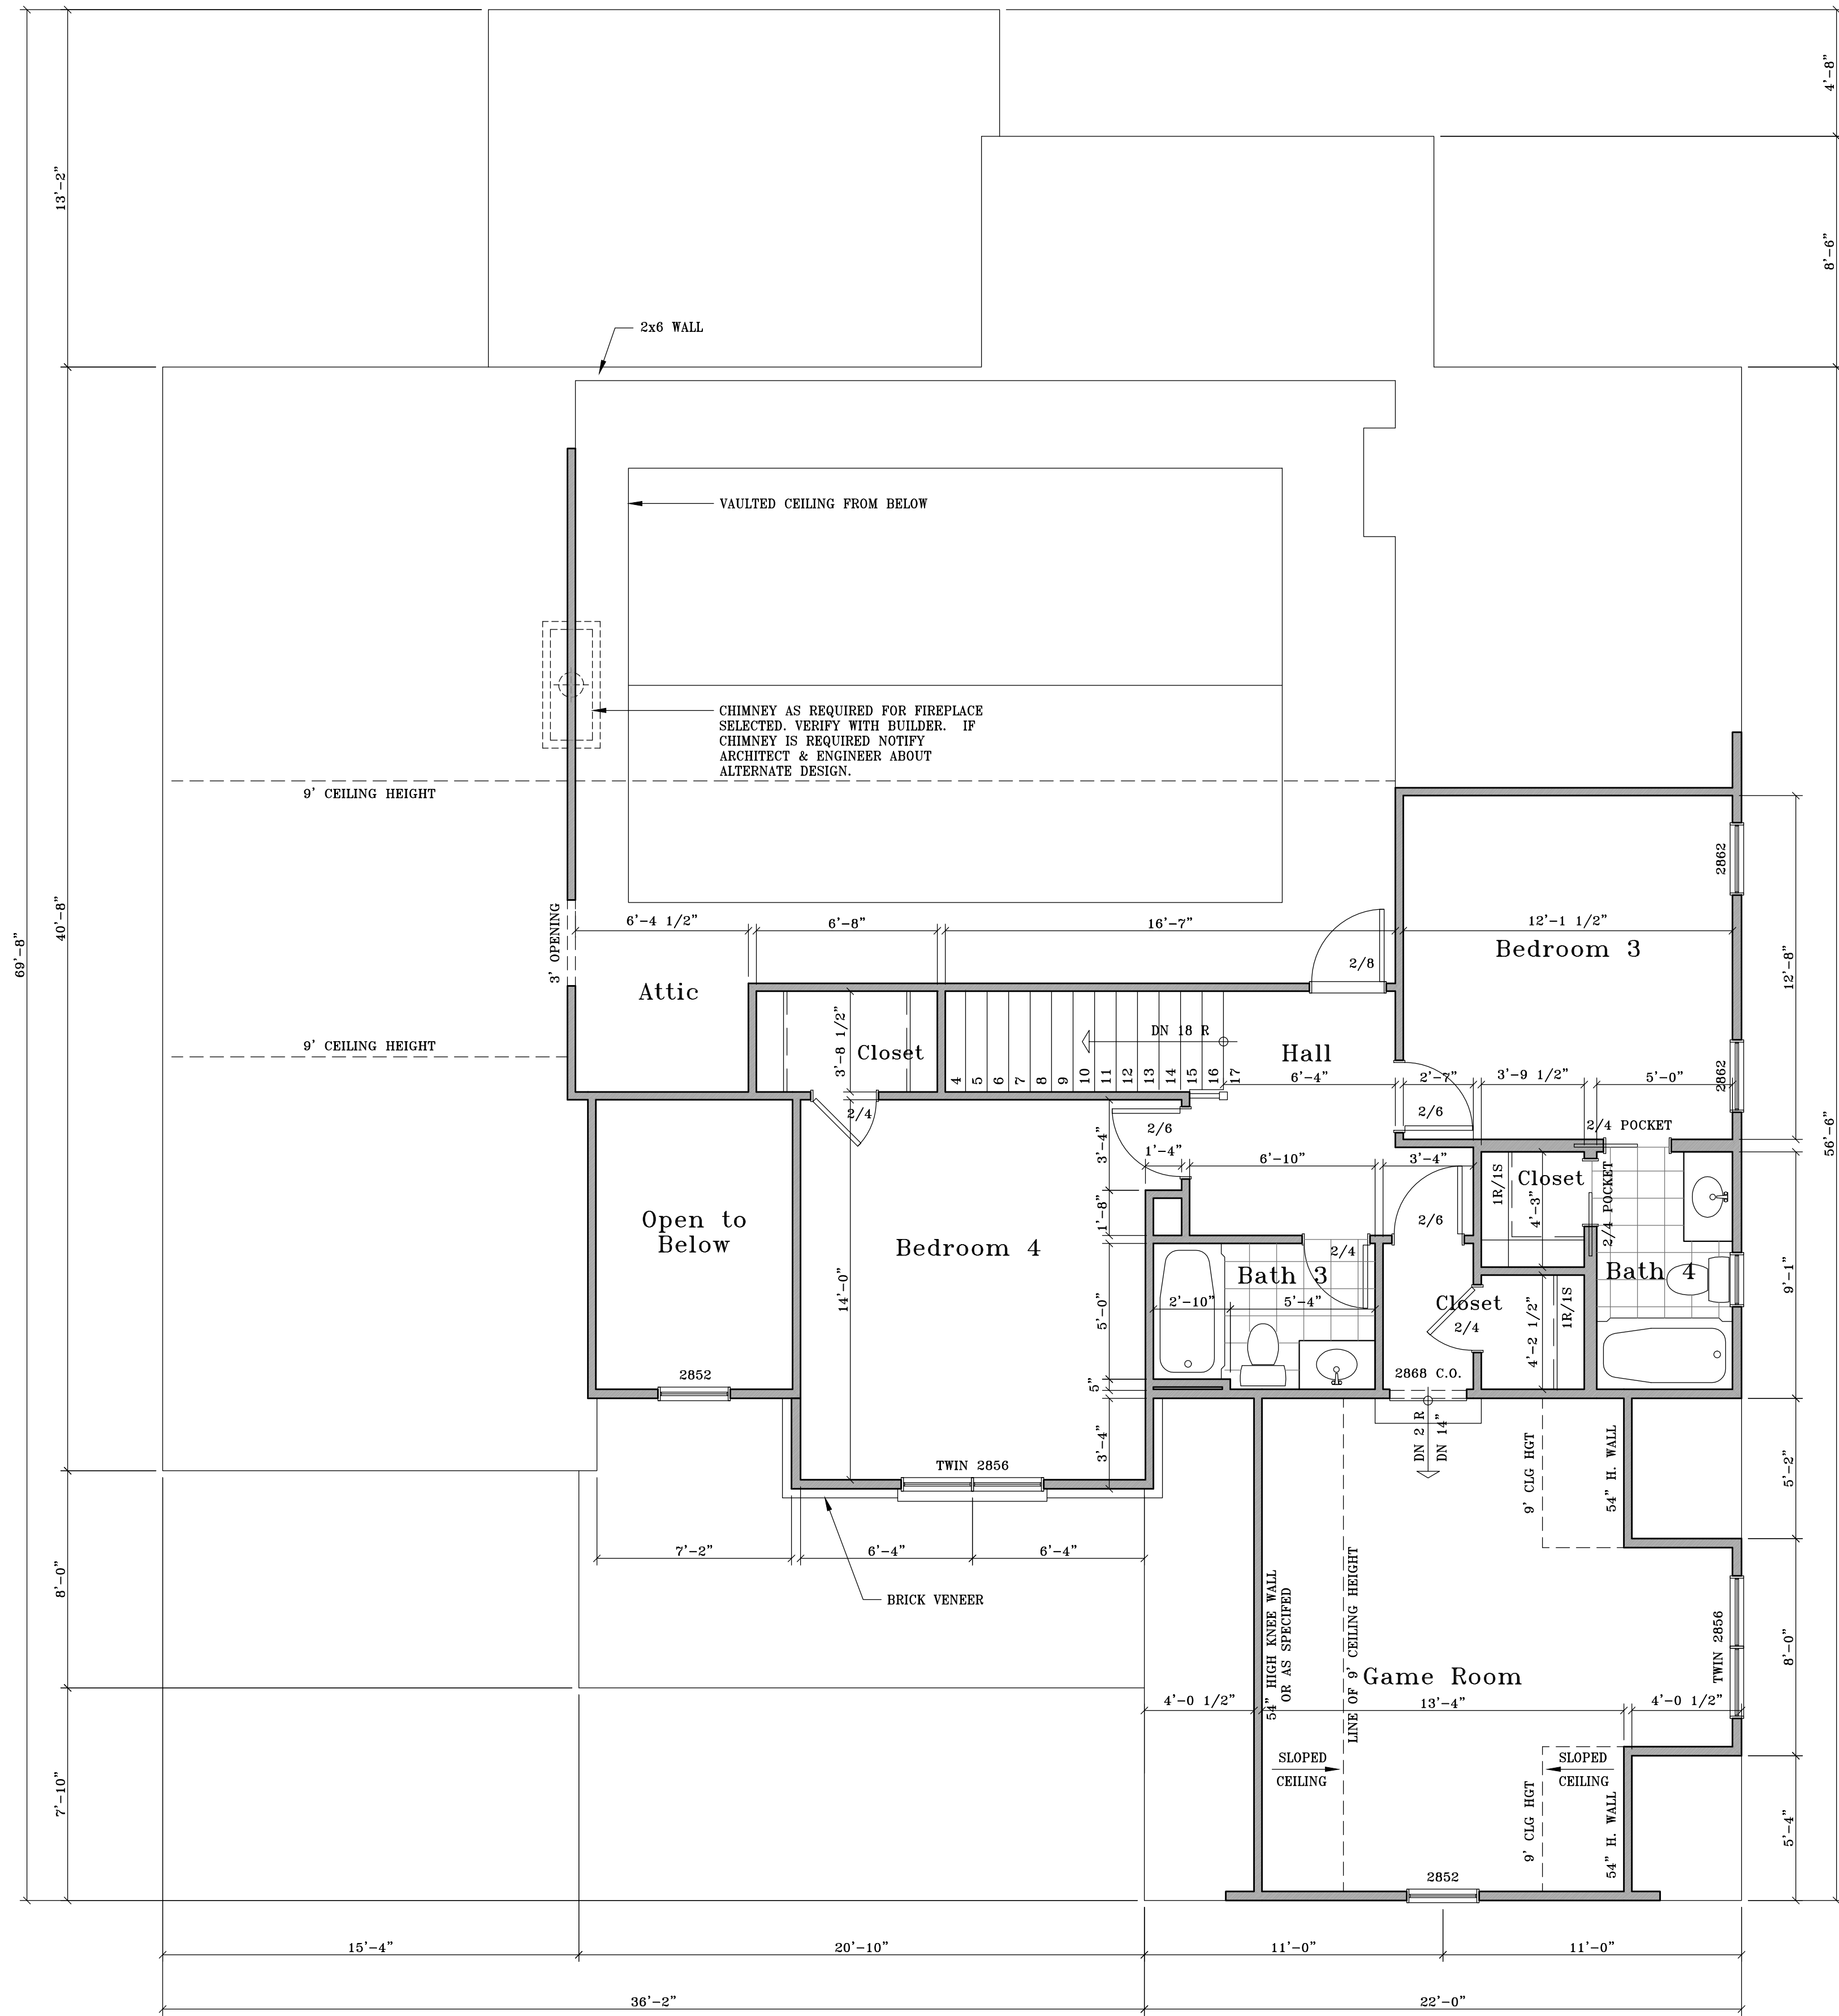 4'-8"
13'-2"
8'-6"
2x6 WALL
VAULTED CEILING FROM BELOW
CHIMNEY AS REQUIRED FOR FIREPLACE
SELECTED. VERIFY WITH BUILDER. IF
CHIMNEY IS REQUIRED NOTIFY
ARCHITECT & ENGINEER ABOUT
ALTERNATE DESIGN.
9' CEILING HEIGHT
2862
69'-8"
40'-8"
3' OPENING
6'-4 1/2"
6'-8"
16'-7"
12'-1 1/2"
Bedroom 3
2/8
12'-8"
Attic
9' CEILING HEIGHT
3'-8 1/2"
Closet
DN 18 R
Hall
4
5
6
7
8
9
10
11
12
13
14
15
16
17
6'-4"
2'-7"
3'-9 1/2"
5'-0"
2862
56'-6"
2/4
2/6
2/6
2/4 POCKET
3'-4"
1'-4"
6'-10"
3'-4"
1R/1S
Closet
4'-3"
2/4 POCKET
Open to
Below
1'-8"
2/6
Bedroom 4
2/4
Bath 3
Bath 4
14'-0"
5'-0"
2'-10"
5'-4"
Closet
2/4
4'-2 1/2"
1R/1S
9'-1"
2852
5"
2868 C.O.
3'-4"
DN 2 R
DN 14"
9' CLG HGT
54" H. WALL
5'-2"
TWIN 2856
7'-2"
6'-4"
6'-4"
8'-0"
BRICK VENEER
54" HIGH KNEE WALL
OR AS SPECIFED
LINE OF 9' CEILING HEIGHT
TWIN 2856
8'-0"
Game Room
4'-0 1/2"
13'-4"
4'-0 1/2"
7'-10"
SLOPED
CEILING
SLOPED
CEILING
9' CLG HGT
54" H. WALL
5'-4"
2852
15'-4"
20'-10"
11'-0"
11'-0"
36'-2"
22'-0"